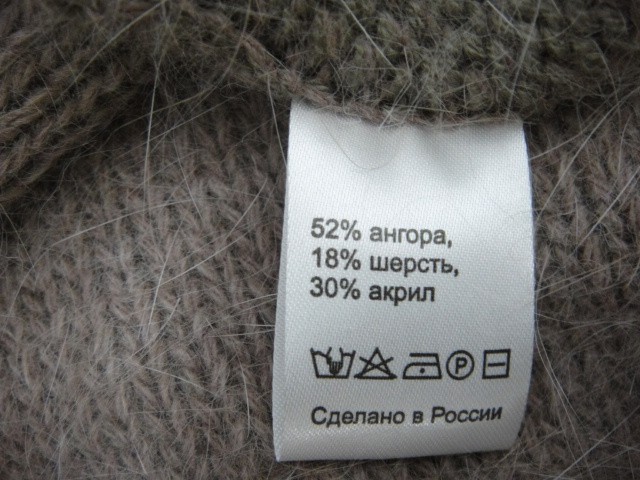 52% ангора,
18% шерсть,
30% акрил
P
Сделано в России